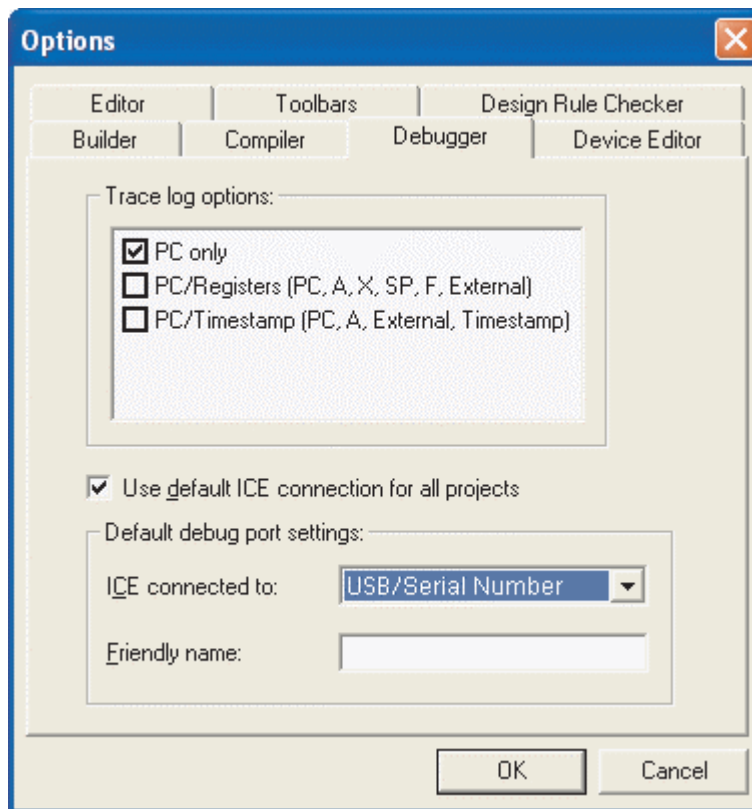 Options
Editor Toolbars Design Rule Checker
Builder Compiler Debugger Device Editor
Trace log options:
PC only
PC/Registers (PC, A, X, SP, F, External)
PC/Timestamp (PC, A, External, Timestamp)
Use default ICE connection for all projects
Default debug port settings:
ICE connected to: USB/Serial Number
Friendly name:
OK Cancel